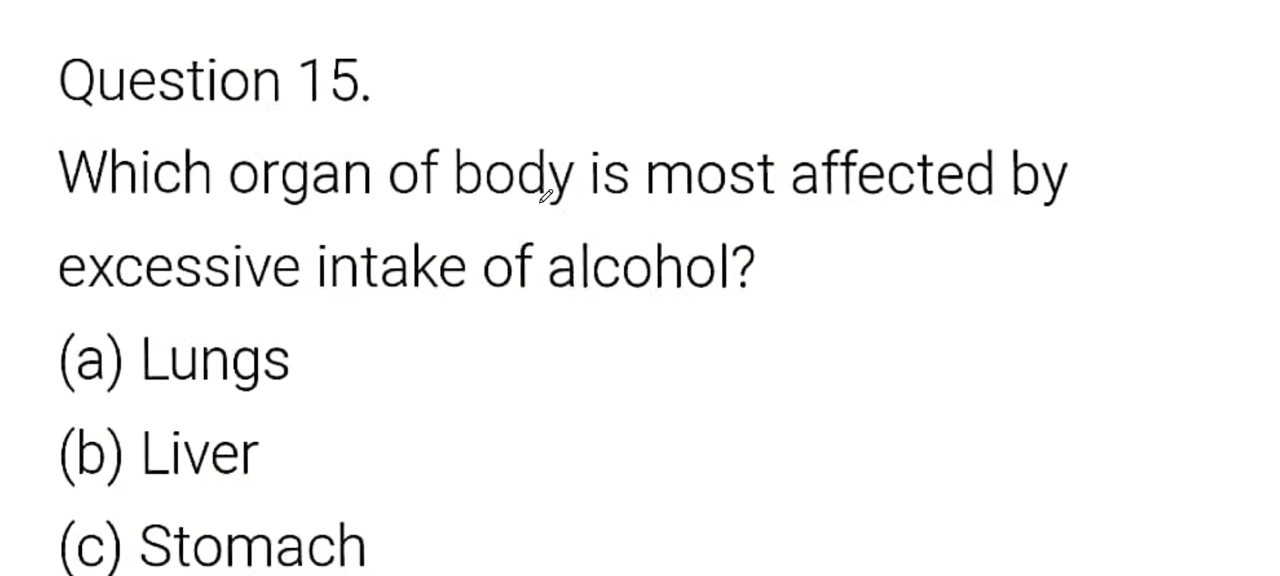 Question 15.
Which organ of body is most affected by
excessive intake of alcohol?
(a) Lungs
(b) Liver
(c) Stomach